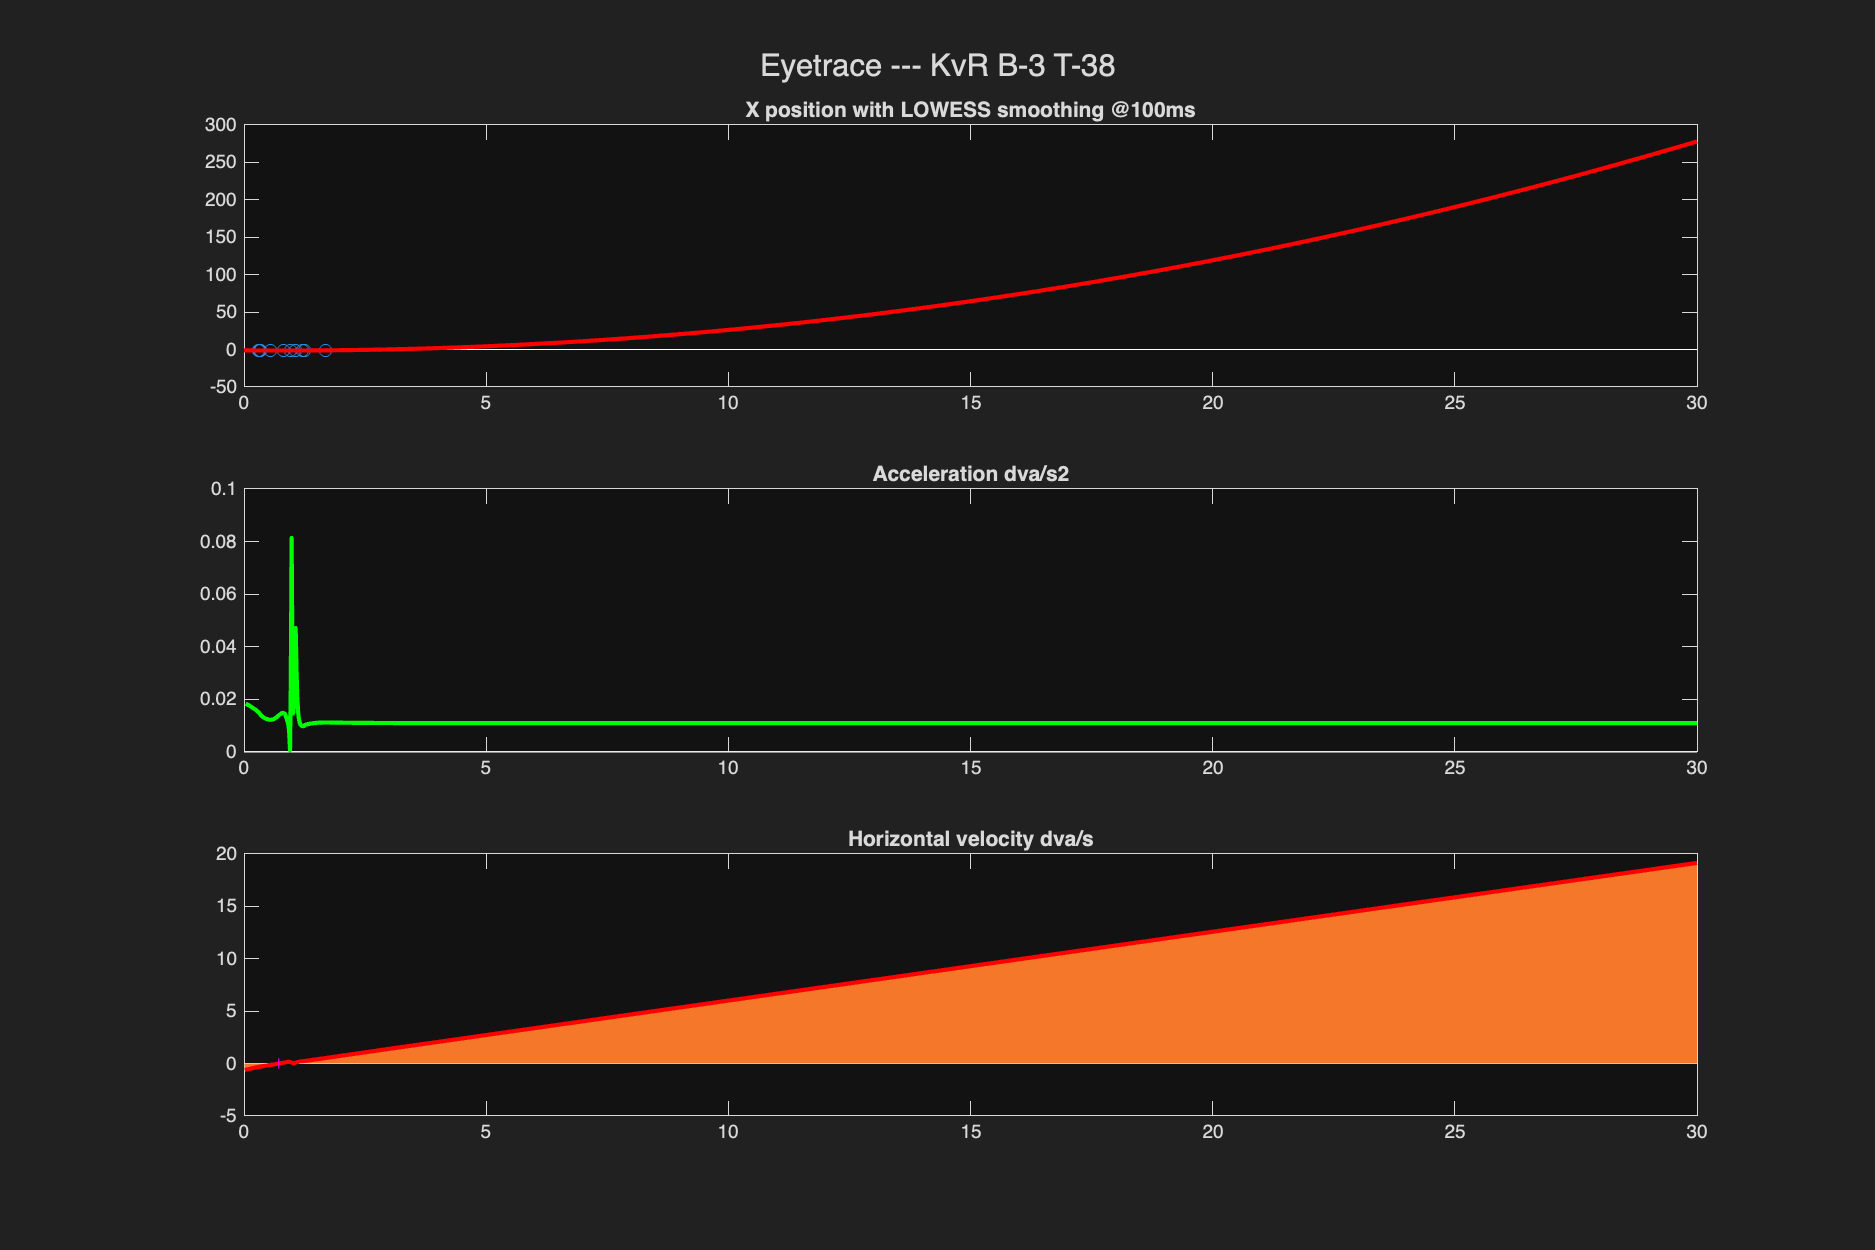 Eyetrace --- KvR B-3 T-38
X position with LOWESS smoothing @100ms
300
250
200
150
100
50
0
-50
0 5 10 15 20 25 30
Acceleration dva/s2
0.1
0.08
0.06
0.04
0.02
0
0 5 10 15 20 25 30
Horizontal velocity dva/s
20
15
10
5
0
-5
0 5 10 15 20 25 30